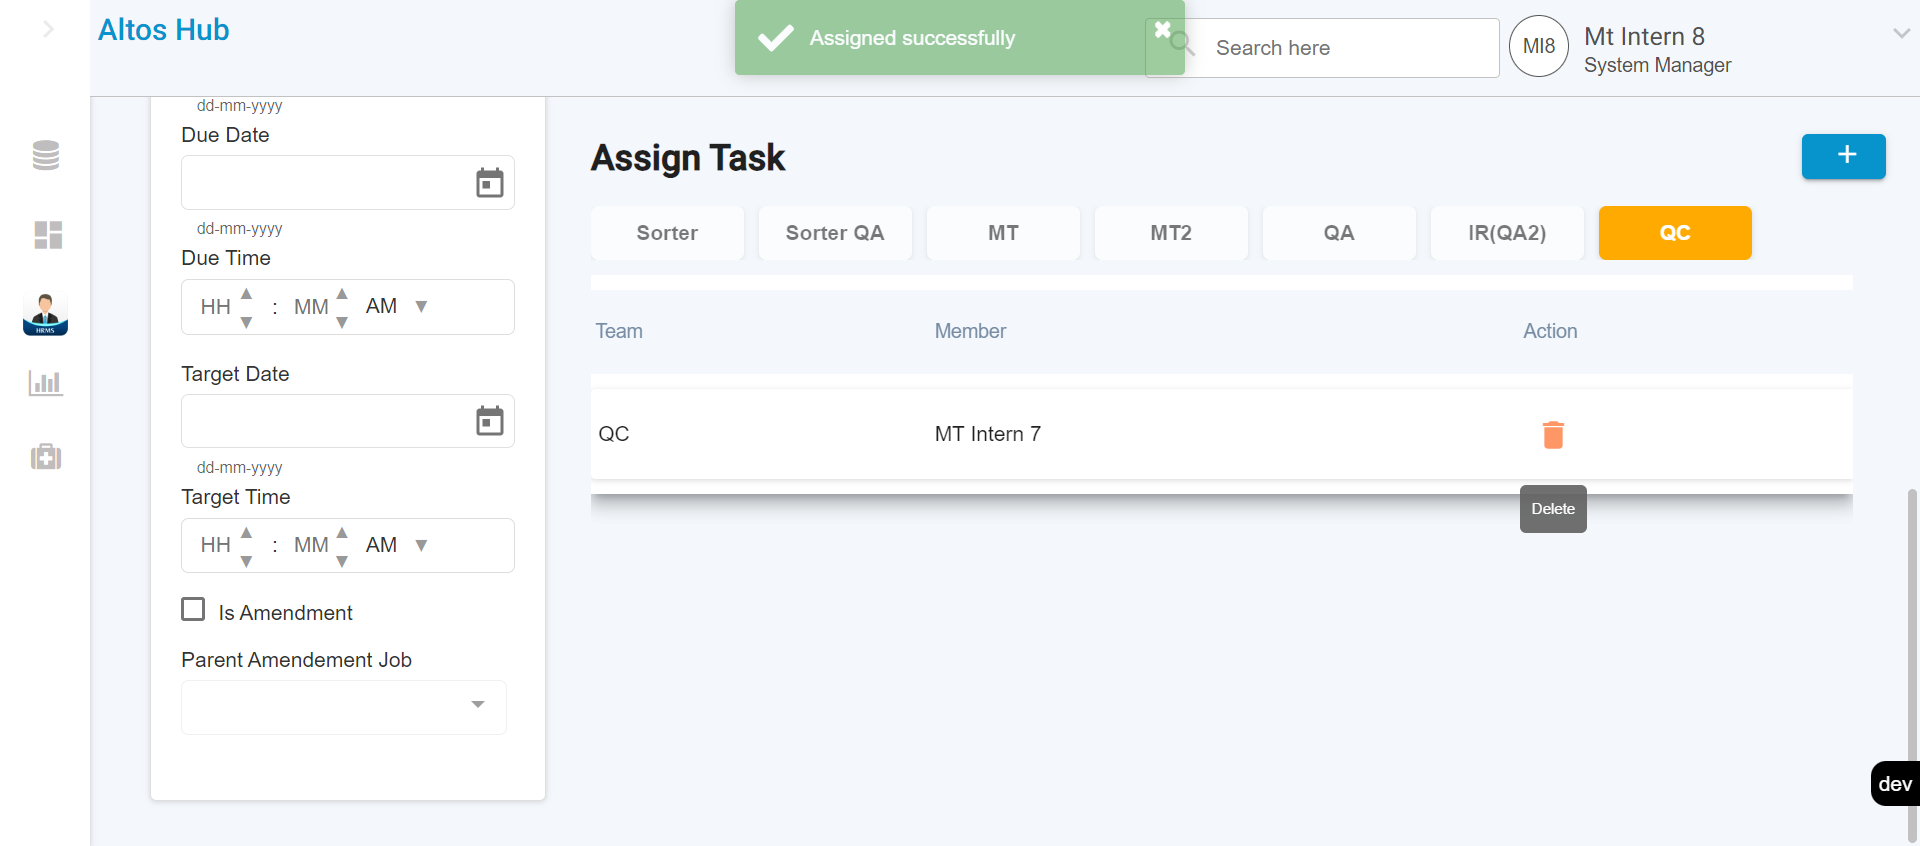 Altos Hub
Assigned successfully
Search here
MI8
Mt Intern 8
System Manager
HRMS
dd-mm-yyyy
Due Date
dd-mm-yyyy
Due Time
HH : MM AM
Target Date
dd-mm-yyyy
Target Time
HH : MM AM
Is Amendment
Parent Amendement Job
Assign Task
+
Sorter
Sorter QA
MT
MT2
QA
IR(QA2)
QC
Team Member Action
QC MT Intern 7
Delete
dev